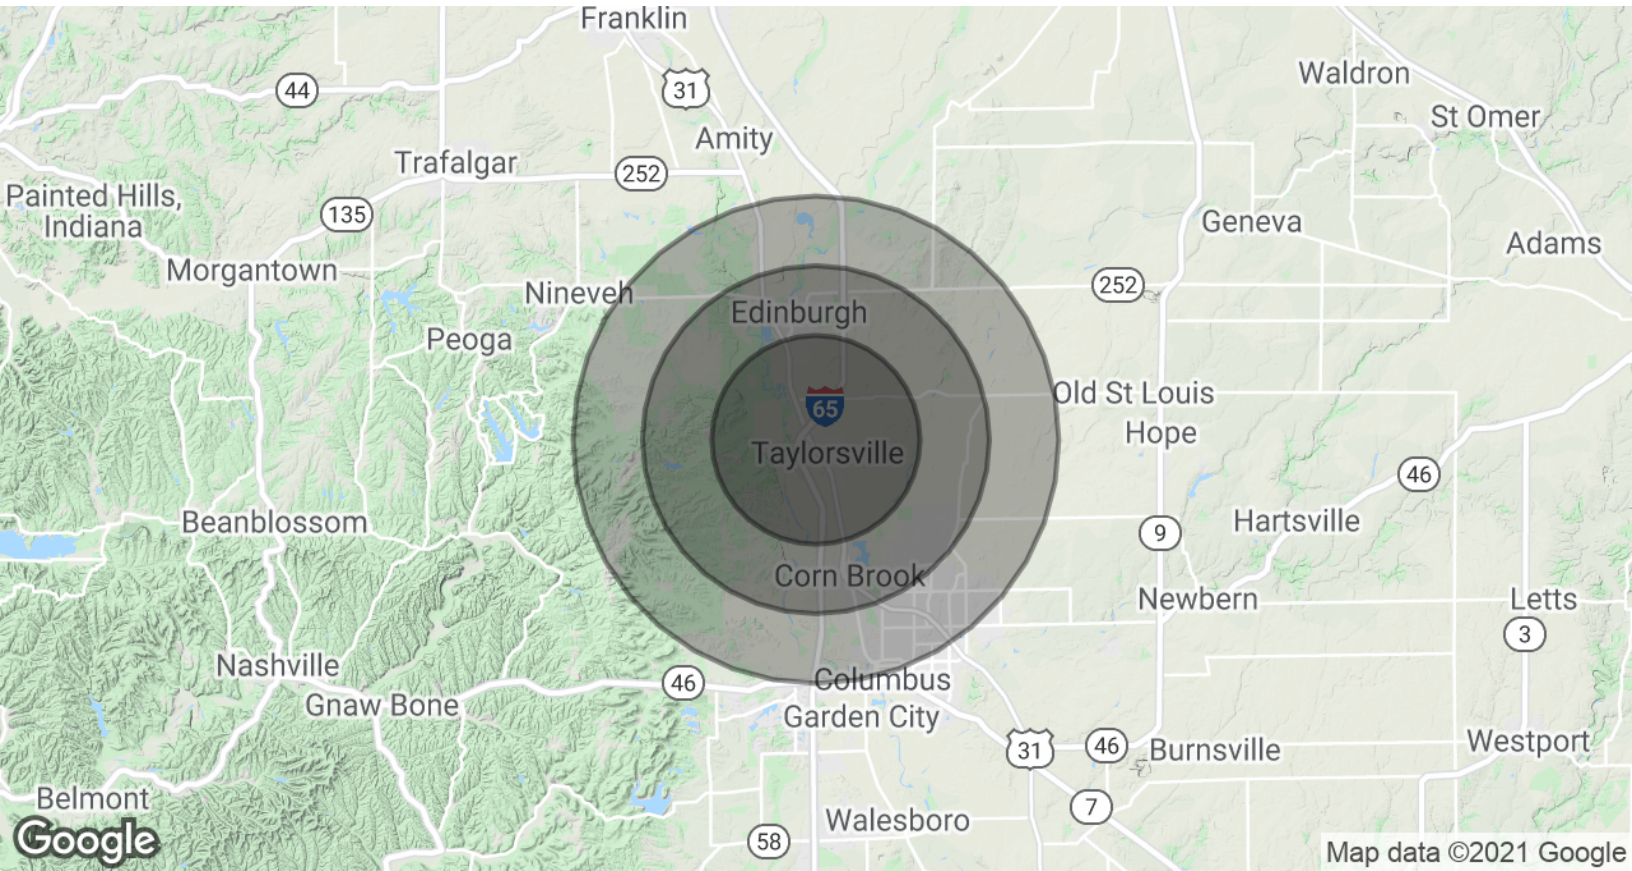 Franklin
Waldron
44
31
St Omer
Amity
Trafalgar
252
Painted Hills,
Indiana
135
Geneva
Adams
Morgantown
252
Nineveh
Edinburgh
Peoga
65
Old St Louis
Hope
Taylorsville
46
Beanblossom
Hartsville
9
Corn Brook
Newbern
Letts
3
Nashville
46
Columbus
Gnaw Bone
Garden City
31
46
Burnsville
Westport
Belmont
7
Walesboro
58
Google
Map data ©2021 Google